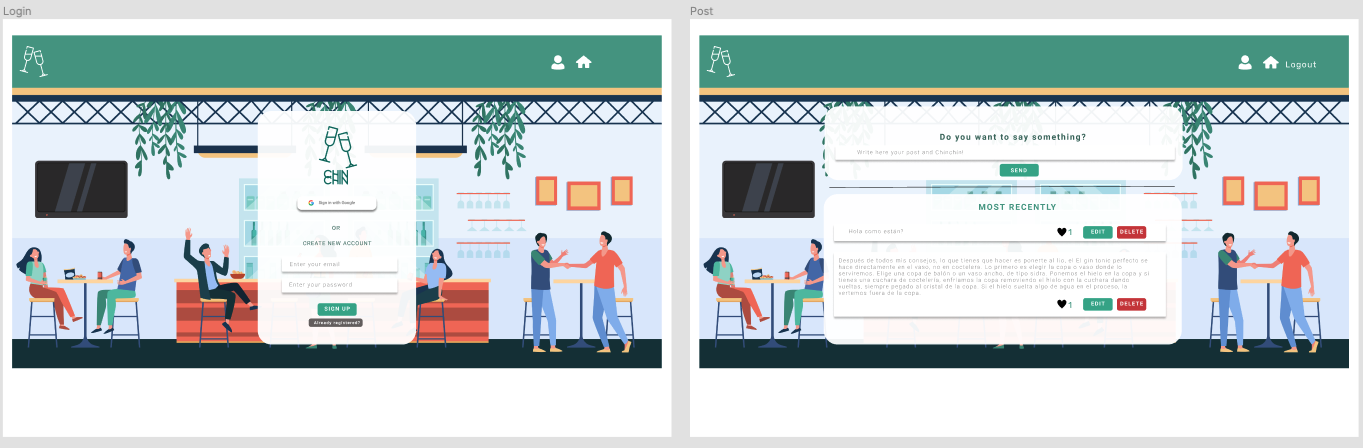 Login
CHIN
Sign in with Google
OR
CREATE NEW ACCOUNT
Enter your email
Enter your password
SIGN UP
Already registered?
Post
Logout
Do you want to say something?
Write here your post and Chinchin!
SEND
MOST RECENTLY
Hola como estan?
1
EDIT
DELETE
Después de todos mis consejos, lo que tienes que hacer es ponerte al lío, el El gin tonic perfecto se
hace directamente en el vaso, no en coctelera. Lo primero es elegir la copa o vaso donde lo
serviremos. Elige una copa de balón o un vaso ancho, de tipo sidra. Ponemos el hielo en la copa y si
tienes una cuchara de coctelería, enfriamos la copa removiendo el hielo con la cuchara dando
vueltas, siempre pegado al cristal de la copa. Si el hielo suelta algo de agua en el proceso, la
vertemos fuera de la copa.
1
EDIT
DELETE